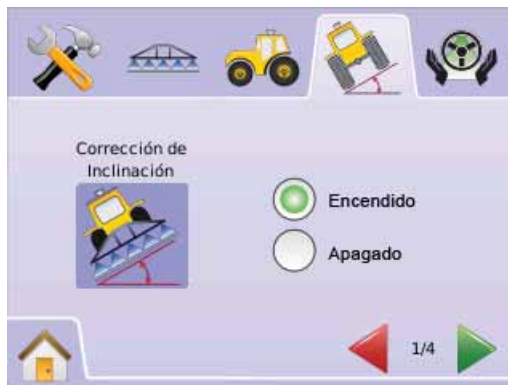 Corrección de
Inclinación
Encendido
Apagado
1/4